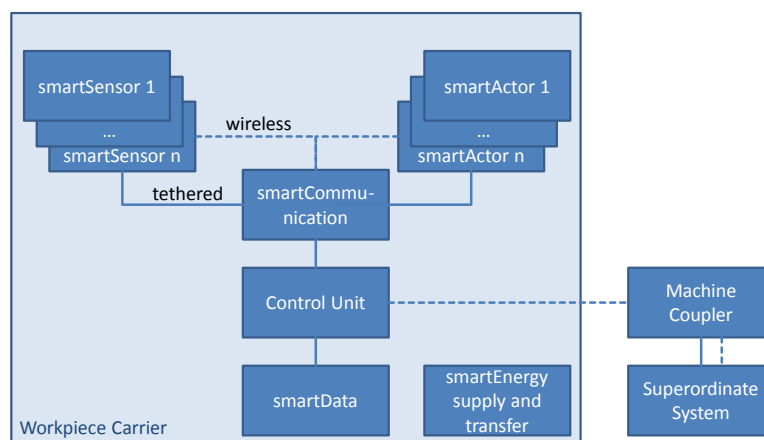 smartSensor 1
...
smartSensor n
smartActor 1
...
smartActor n
wireless
tethered
smartCommu-
nication
Control Unit
Machine
Coupler
smartData
smartEnergy
supply and
transfer
Superordinate
System
Workpiece Carrier